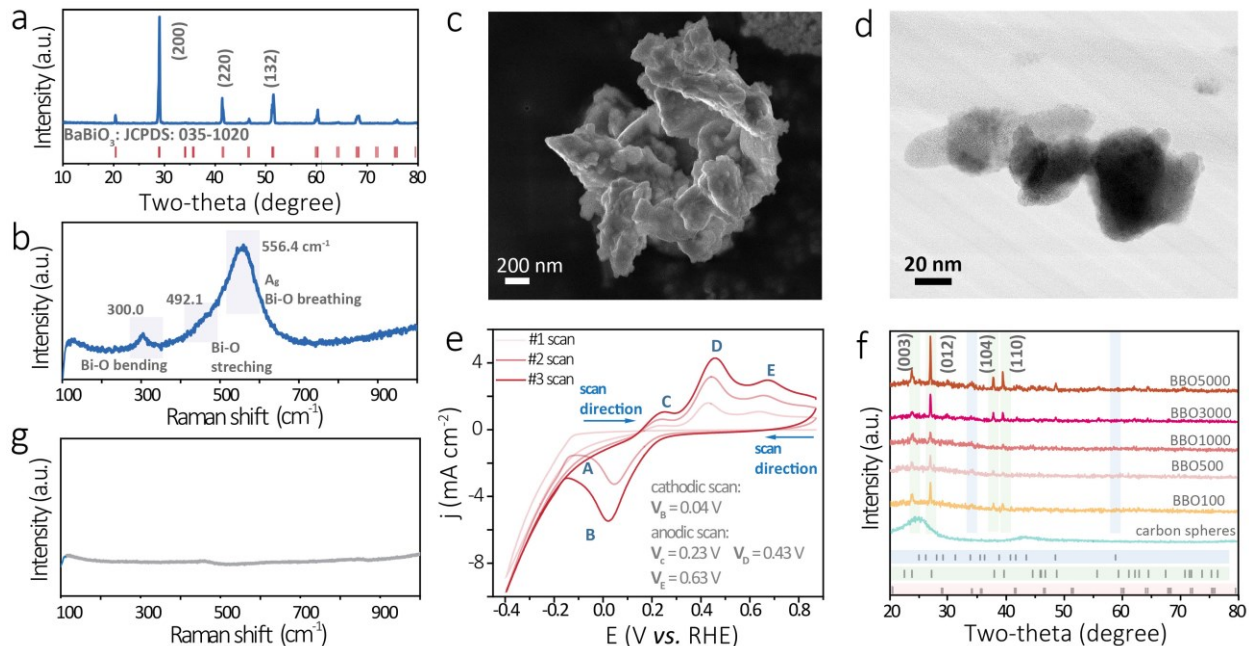 a
Intensity (a.u.)
(200)
(220)
(132)
BaBiO3: JCPDS: 035-1020
10 20 30 40 50 60 70 80
Two-theta (degree)
b
Intensity (a.u.)
556.4 cm-1
Ag
Bi-O breathing
492.1
300.0
Bi-O bending
Bi-O
streching
100 300 500 700 900
Raman shift (cm-1)
g
Intensity (a.u.)
100 300 500 700 900
Raman shift (cm-1)
c
200 nm
d
20 nm
e
#1 scan
#2 scan
#3 scan
scan
direction
scan
direction
A
B
C
D
E
cathodic scan:
VB = 0.04 V
anodic scan:
Vc = 0.23 V VD = 0.43 V
VE = 0.63 V
j (mA cm-2)
4
0
-4
-8
-0.4 -0.2 0.0 0.2 0.4 0.6 0.8
E (V vs. RHE
f
(003)
(012)
(104)
(110)
BBO5000
BBO3000
BBO1000
BBO500
BBO100
carbon spheres
Intensity (a.u.)
20 30 40 50 60 70 80
Two-theta (degree)